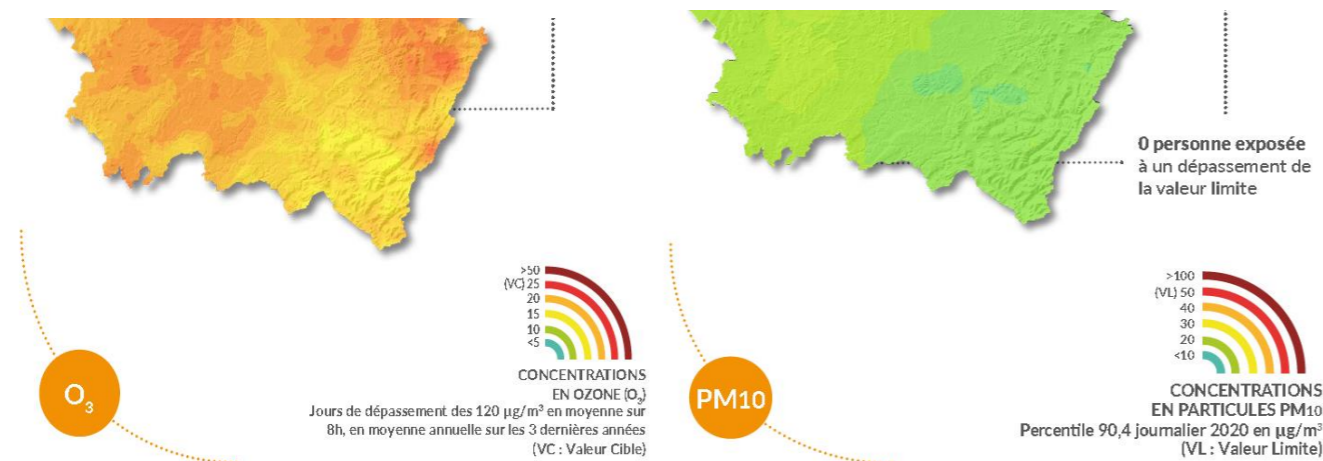 >50
(VC) 25
20
15
10
<5
O₃
CONCENTRATIONS
EN OZONE (O₃)
Jours de dépassement des 120 µg/m³ en moyenne sur
8h, en moyenne annuelle sur les 3 dernières années
(VC : Valeur Cible)
0 personne exposée
à un dépassement de
la valeur limite
>100
(VL) 50
40
30
20
<10
PM10
CONCENTRATIONS
EN PARTICULES PM10
Percentile 90,4 journalier 2020 en µg/m³
(VL : Valeur Limite)